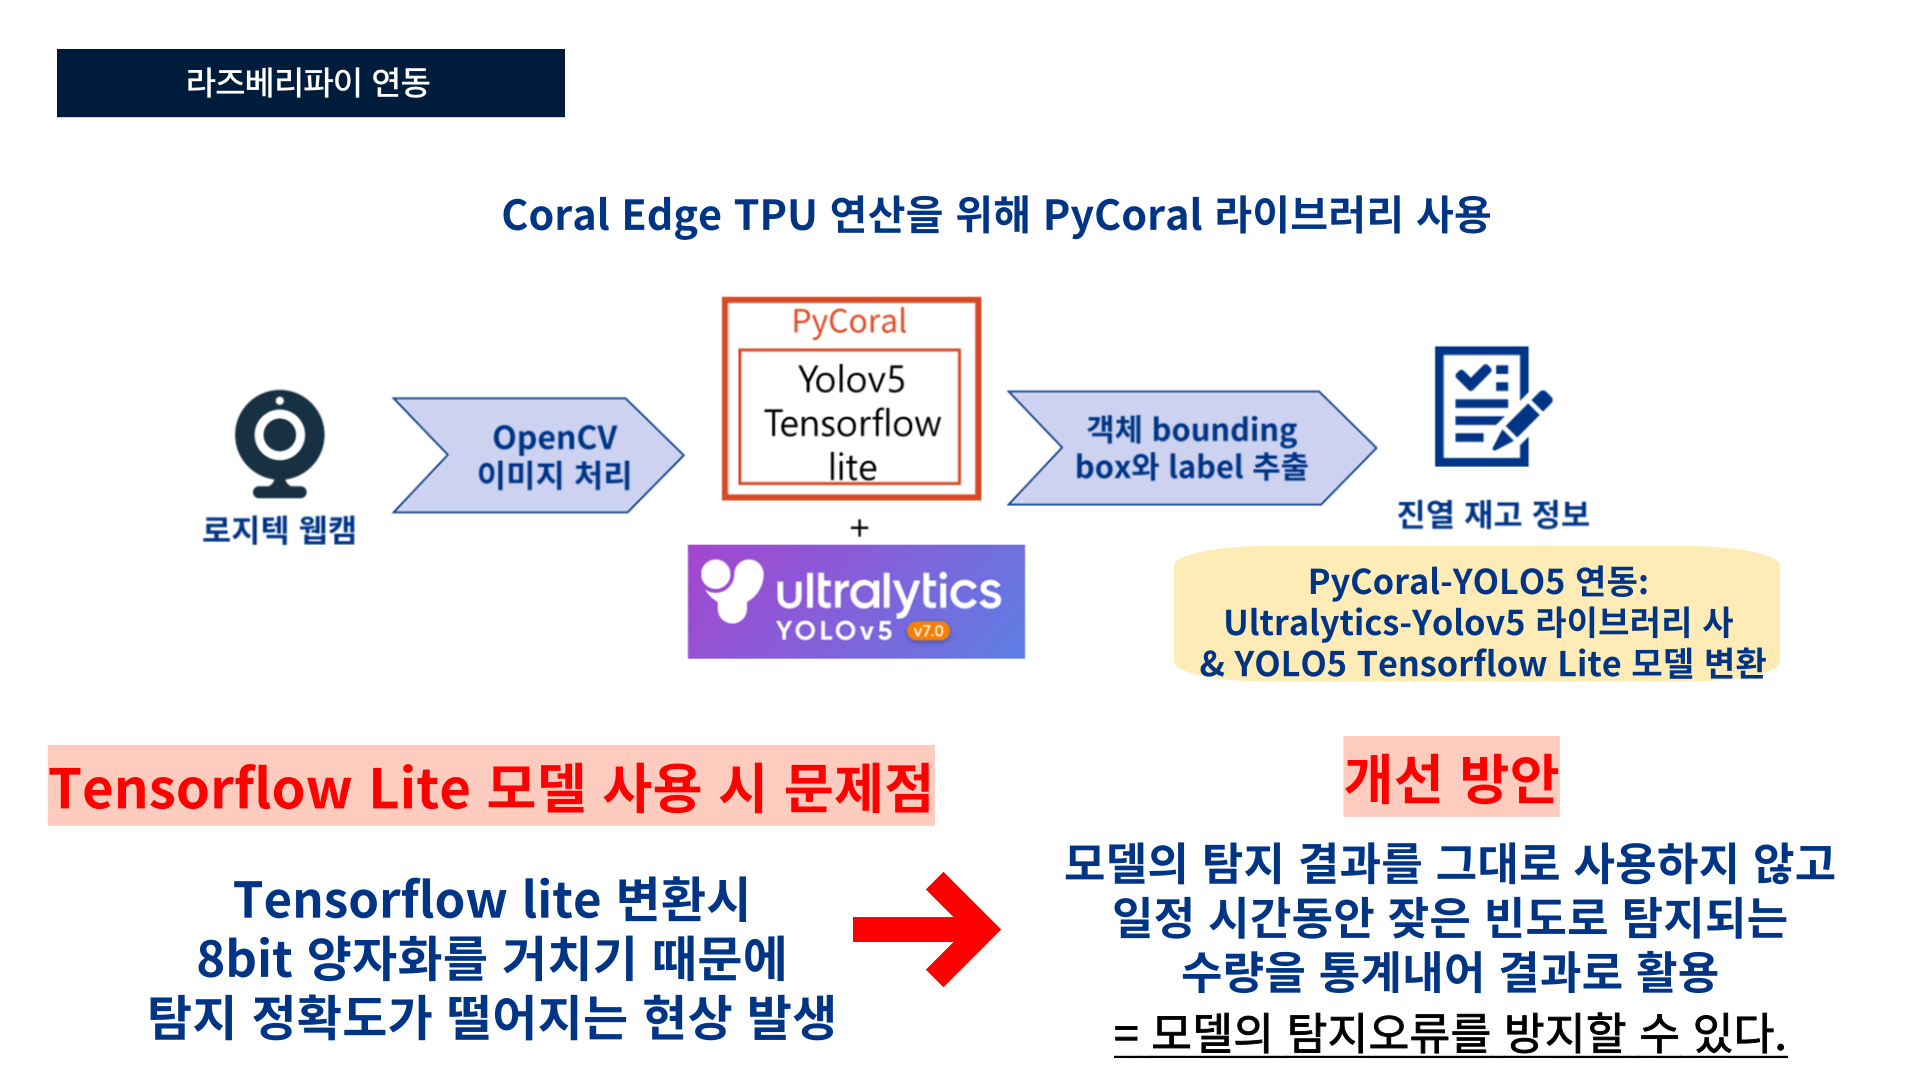 라즈베리파이 연동
Coral Edge TPU 연산을 위해 PyCoral 라이브러리 사용
로지텍 웹캠
OpenCV
이미지 처리
PyCoral
Yolov5
Tensorflow
lite
+
ultralytics
YOLOv5 v7.0
객체 bounding
box와 label 추출
진열 재고 정보
PyCoral-YOLO5 연동:
Ultralytics-Yolov5 라이브러리 사
& YOLO5 Tensorflow Lite 모델 변환
Tensorflow Lite 모델 사용 시 문제점
Tensorflow lite 변환시
8bit 양자화를 거치기 때문에
탐지 정확도가 떨어지는 현상 발생
개선 방안
모델의 탐지 결과를 그대로 사용하지 않고
일정 시간동안 잦은 빈도로 탐지되는
수량을 통계내어 결과로 활용
= 모델의 탐지오류를 방지할 수 있다.